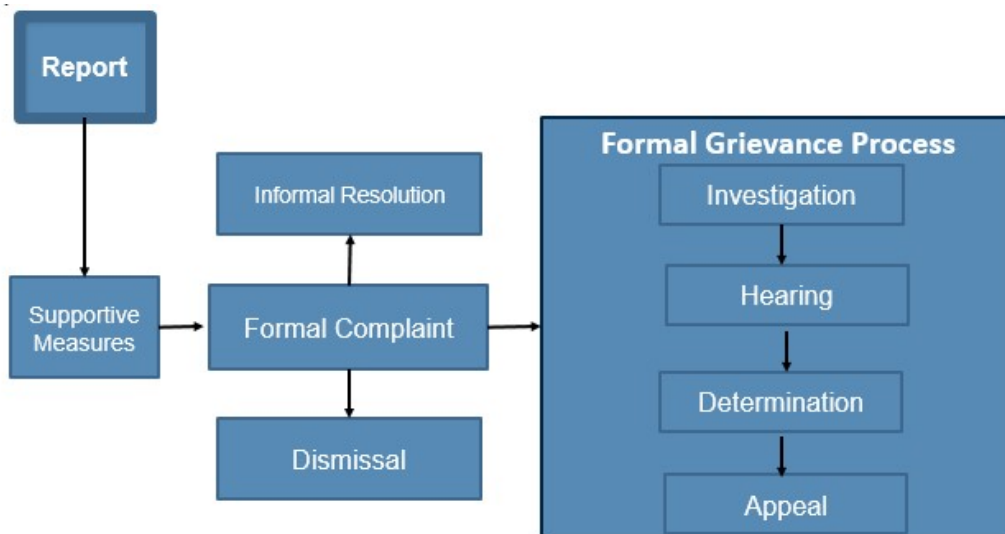 Report
Supportive
Measures
Informal Resolution
Formal Complaint
Dismissal
Formal Grievance Process
Investigation
Hearing
Determination
Appeal